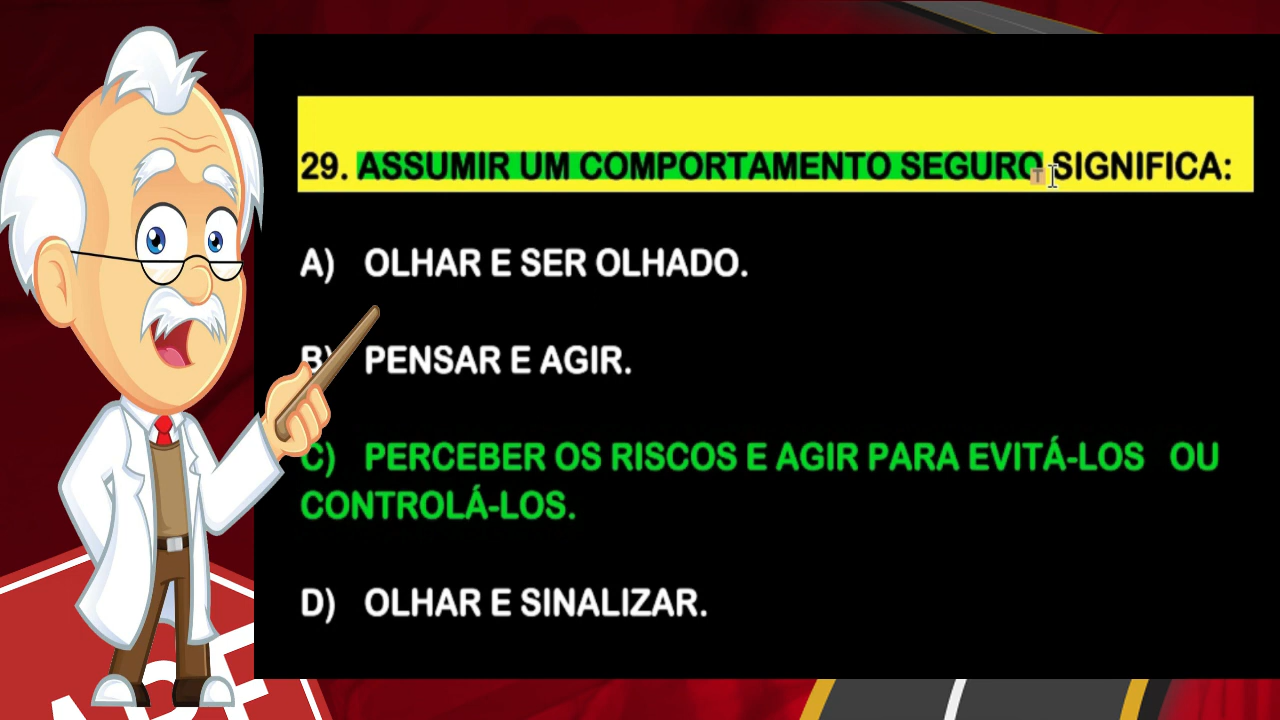 29. ASSUMIR UM COMPORTAMENTO SEGURO SIGNIFICA:
A) OLHAR E SER OLHADO.
B) PENSAR E AGIR.
C) PERCEBER OS RISCOS E AGIR PARA EVITÁ-LOS OU
CONTROLÁ-LOS.
D) OLHAR E SINALIZAR.